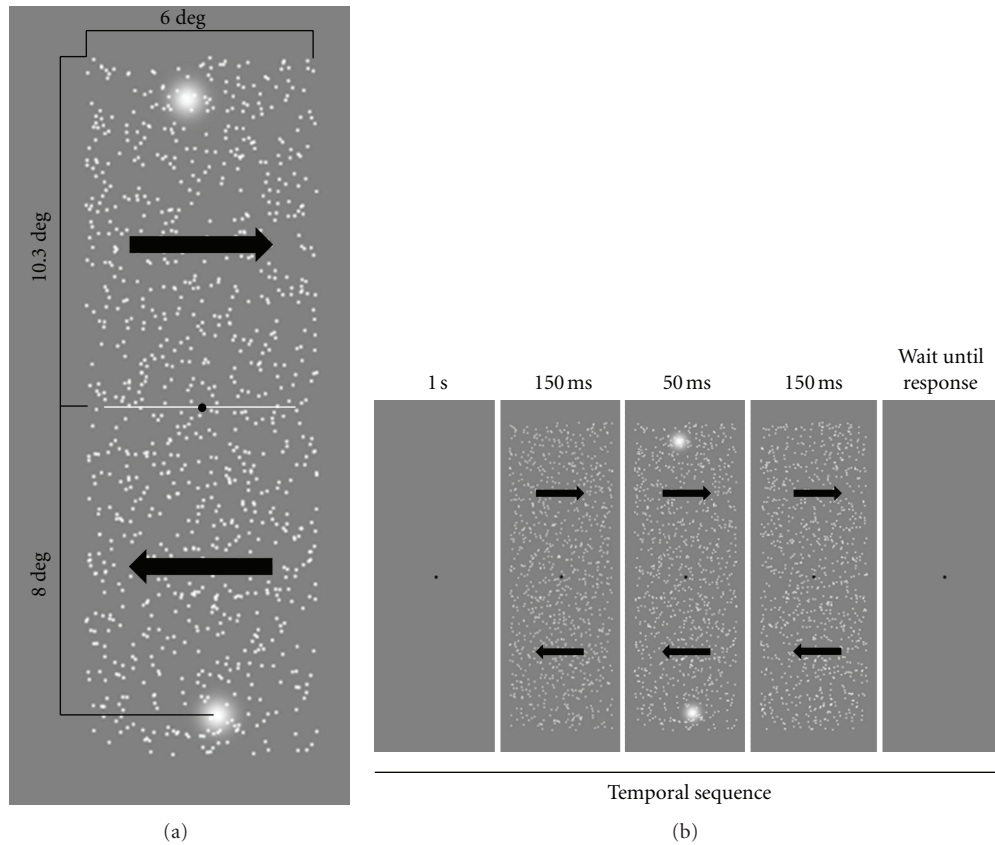 6 deg
10.3 deg
8 deg
(a)
1 s
150 ms
50 ms
150 ms
Wait until
response
Temporal sequence
(b)